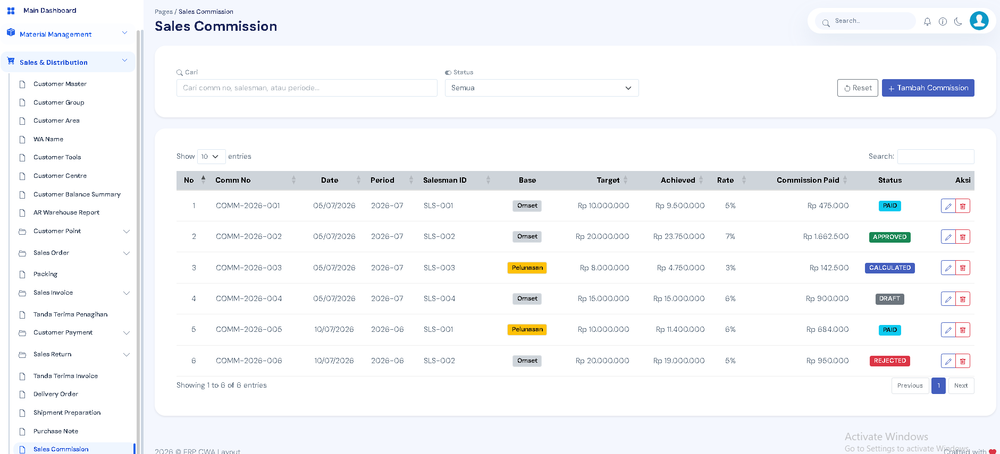 Main Dashboard
Material Management
Sales & Distribution
Customer Master
Customer Group
Customer Area
WA Name
Customer Tools
Customer Centre
Customer Balance Summary
AR Warehouse Report
Customer Point
Sales Order
Packing
Sales Invoice
Tanda Terima Penagihan
Customer Payment
Sales Return
Tanda Terima Invoice
Delivery Order
Shipment Preparation
Purchase Note
Sales Commission
Pages / Sales Commission
Sales Commission
Search...
Cari
Status
Cari comm no, salesman, atau periode...
Semua
Reset
+ Tambah Commission
Show 10 entries
Search:
No Comm No Date Period Salesman ID Base Target Achieved Rate Commission Paid Status Aksi
1 COMM-2026-001 05/07/2026 2026-07 SLS-001 Omset Rp 10.000.000 Rp 9.500.000 5% Rp 475.000 PAID
2 COMM-2026-002 05/07/2026 2026-07 SLS-002 Omset Rp 20.000.000 Rp 23.750.000 7% Rp 1.662.500 APPROVED
3 COMM-2026-003 05/07/2026 2026-07 SLS-003 Pelunasan Rp 8.000.000 Rp 4.750.000 3% Rp 142.500 CALCULATED
4 COMM-2026-004 05/07/2026 2026-07 SLS-004 Omset Rp 15.000.000 Rp 15.000.000 6% Rp 900.000 DRAFT
5 COMM-2026-005 10/07/2026 2026-06 SLS-001 Pelunasan Rp 10.000.000 Rp 11.400.000 6% Rp 684.000 PAID
6 COMM-2026-006 10/07/2026 2026-06 SLS-002 Omset Rp 20.000.000 Rp 19.000.000 5% Rp 950.000 REJECTED
Showing 1 to 6 of 6 entries
Previous 1 Next
Activate Windows
Go to Settings to activate Windows.
2026 © ERP CWA Layout
Crafted with